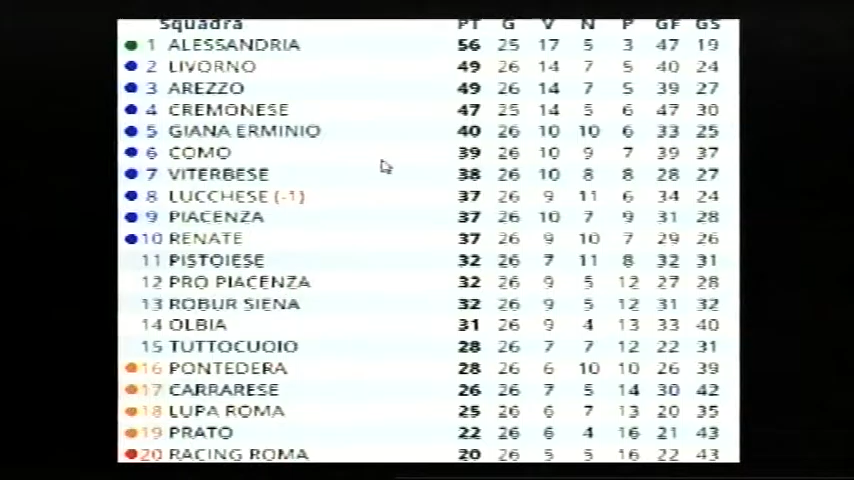 Squadra PT G V N P GF GS
1 ALESSANDRIA 56 25 17 5 3 47 19
2 LIVORNO 49 26 14 7 5 40 24
3 AREZZO 49 26 14 7 5 39 27
4 CREMONESE 47 25 14 5 6 47 30
5 GIANA ERMINIO 40 26 10 10 6 33 25
6 COMO 39 26 10 9 7 39 37
7 VITERBESE 38 26 10 8 8 28 27
8 LUCCHESE (-1) 37 26 9 11 6 34 24
9 PIACENZA 37 26 10 7 9 31 28
10 RENATE 37 26 9 10 7 29 26
11 PISTOIESE 32 26 7 11 8 32 31
12 PRO PIACENZA 32 26 9 5 12 27 28
13 ROBUR SIENA 32 26 9 5 12 31 32
14 OLBIA 31 26 9 4 13 33 40
15 TUTTOCUOIO 28 26 7 7 12 22 31
16 PONTEDERA 28 26 6 10 10 26 39
17 CARRARESE 26 26 7 5 14 30 42
18 LUPA ROMA 25 26 6 7 13 20 35
19 PRATO 22 26 6 4 16 21 43
20 RACING ROMA 20 26 5 5 16 22 43